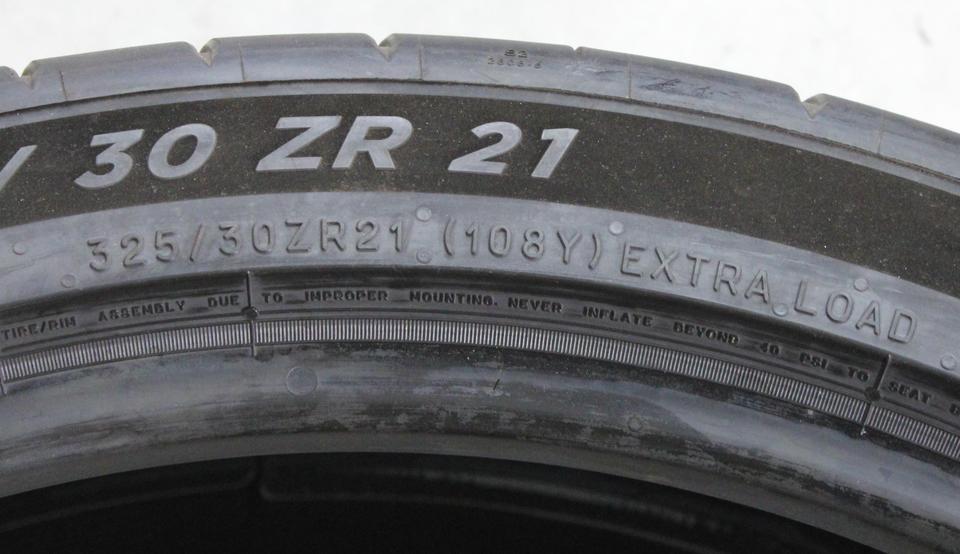 / 30 ZR 21
325/30ZR21 (108Y) EXTRA LOAD
TIRE/RIM ASSEMBLY DUE TO IMPROPER MOUNTING. NEVER INFLATE BEYOND 40 PSI TO SEAT